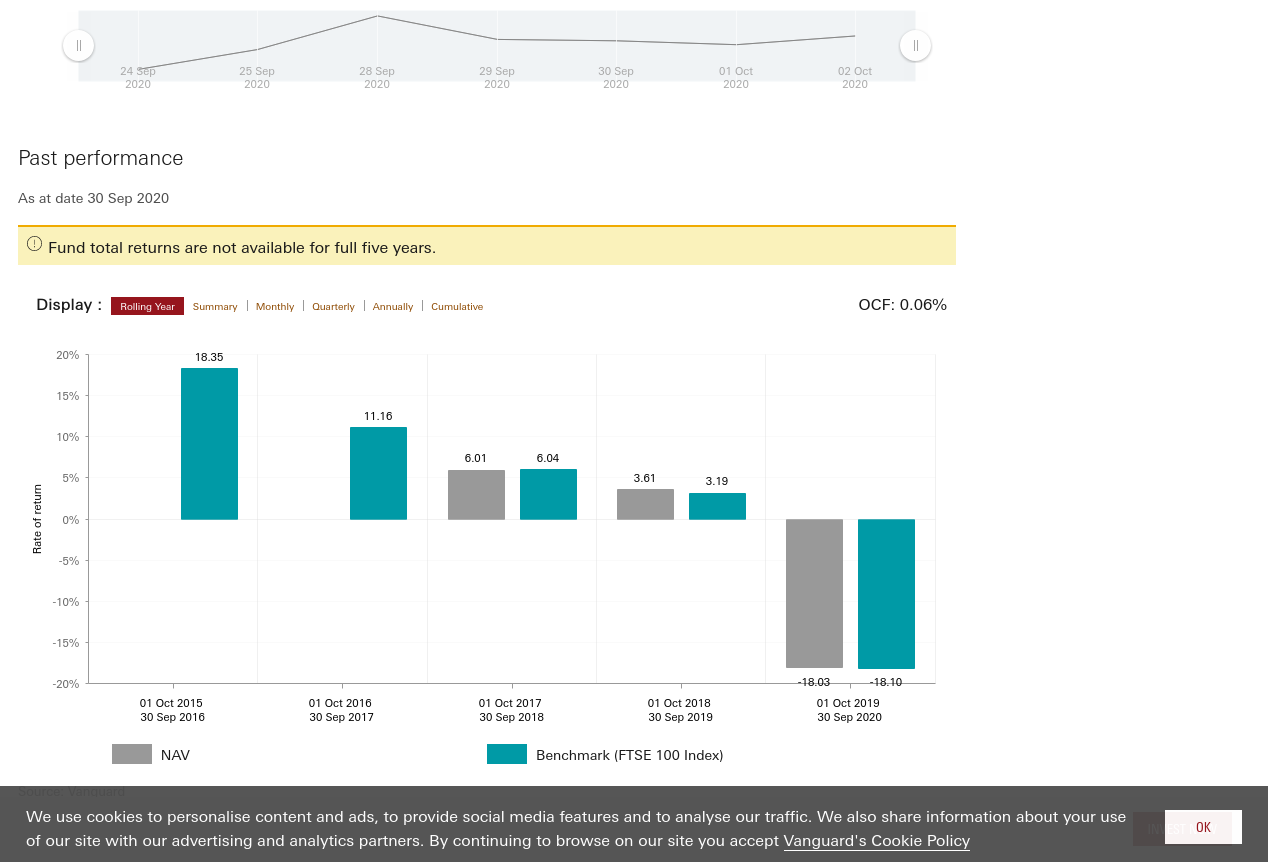 24 Sep 25 Sep 28 Sep 29 Sep 30 Sep 01 Oct 02 Oct
2020 2020 2020 2020 2020 2020 2020
Past performance
As at date 30 Sep 2020
Fund total returns are not available for full five years.
Display : Rolling Year Summary Monthly Quarterly Annually Cumulative OCF: 0.06%
20%
15%
10%
5%
0%
-5%
-10%
-15%
-20%
Rate of return
18.35
11.16
6.01 6.04
3.61 3.19
-18.03 -18.10
01 Oct 2015 01 Oct 2016 01 Oct 2017 01 Oct 2018 01 Oct 2019
30 Sep 2016 30 Sep 2017 30 Sep 2018 30 Sep 2019 30 Sep 2020
NAV Benchmark (FTSE 100 Index)
Source: Vanguard
We use cookies to personalise content and ads, to provide social media features and to analyse our traffic. We also share information about your use
of our site with our advertising and analytics partners. By continuing to browse on our site you accept Vanguard's Cookie Policy
OK